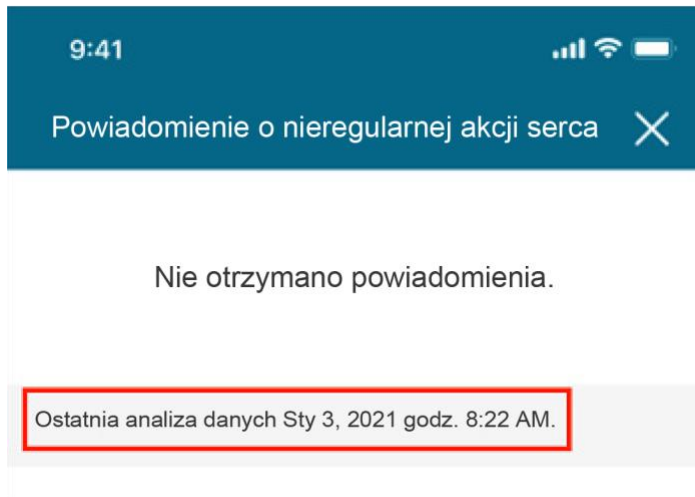 9:41
Powiadomienie o nieregularnej akcji serca
Nie otrzymano powiadomienia.
Ostatnia analiza danych Sty 3, 2021 godz. 8:22 AM.